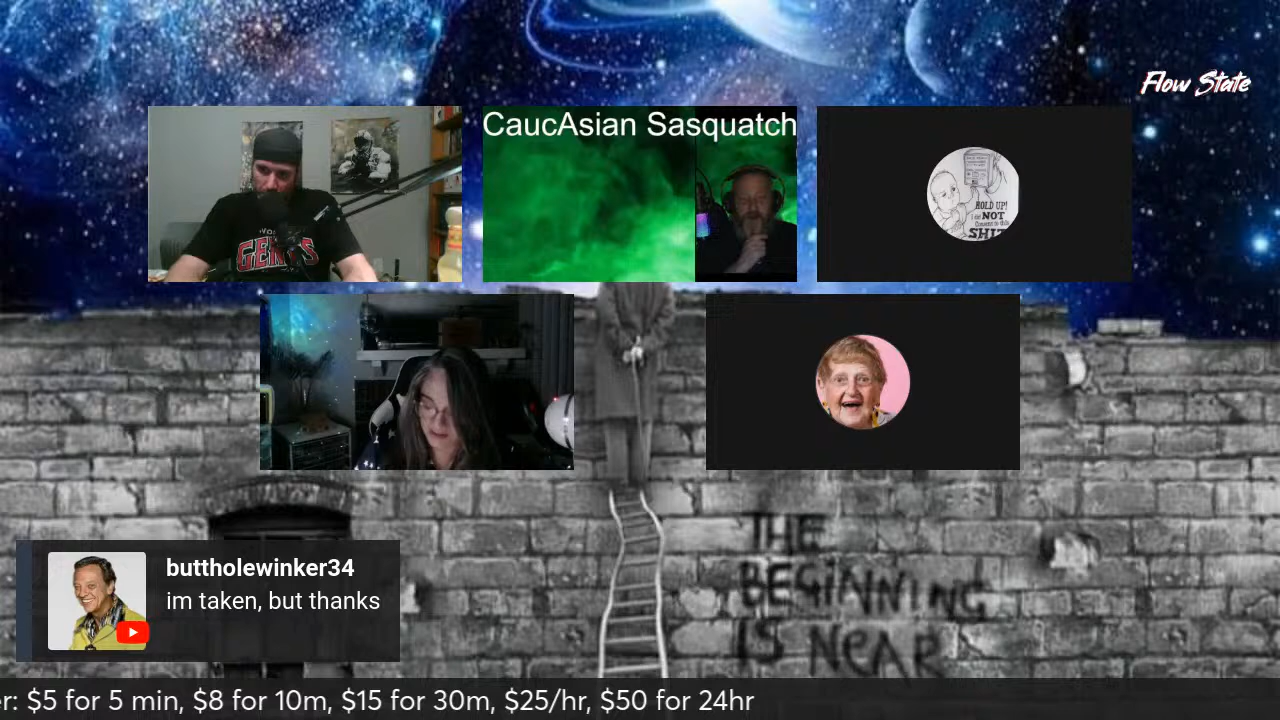 Flow State
CaucAsian Sasquatch
HOLD UP!
NOT
SHIT
THE
BEGINNING
IS NEAR
buttholewinker34
im taken, but thanks
er: $5 for 5 min, $8 for 10m, $15 for 30m, $25/hr, $50 for 24hr